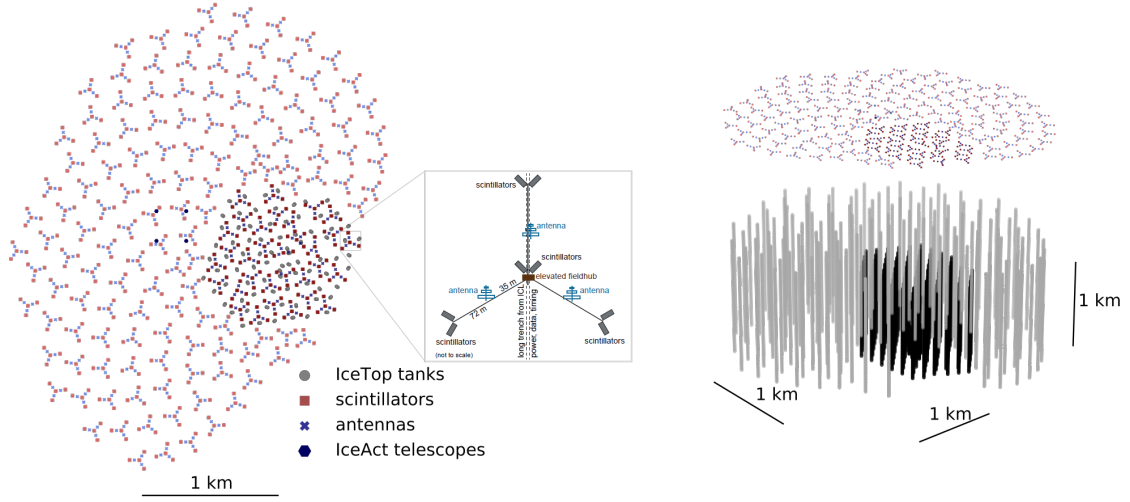 scintillators
antenna
scintillators
elevated fieldhub
antenna
35 m
antenna
72 m
long trench from ICL
power, data, timing
scintillators
(not to scale)
scintillators
IceTop tanks
scintillators
antennas
IceAct telescopes
1 km
1 km
1 km
1 km